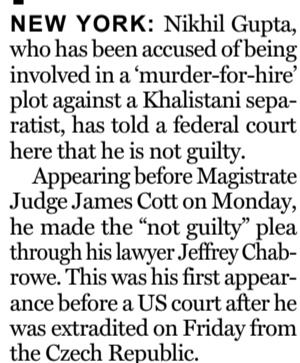 NEW YORK: Nikhil Gupta,
who has been accused of being
involved in a ‘murder-for-hire’
plot against a Khalistani sepa-
ratist, has told a federal court
here that he is not guilty.
Appearing before Magistrate
Judge James Cott on Monday,
he made the “not guilty” plea
through his lawyer Jeffrey Chab-
rowe. This was his first appear-
ance before a US court after he
was extradited on Friday from
the Czech Republic.